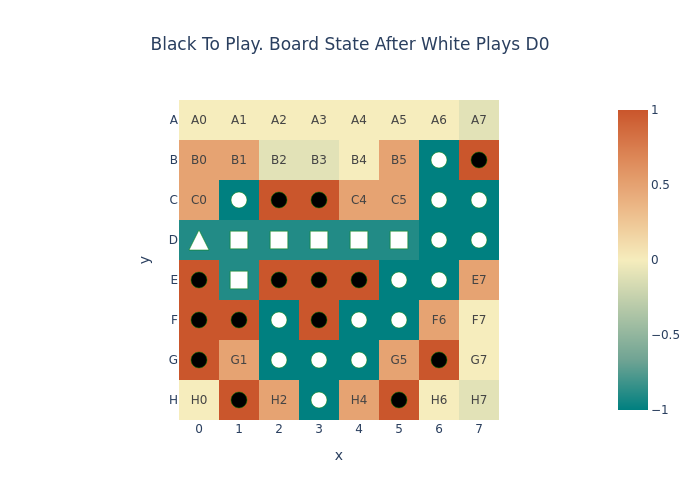 Black To Play. Board State After White Plays D0
A A0 A1 A2 A3 A4 A5 A6 A7 1
B B0 B1 B2 B3 B4 B5
C C0 C4 C5 0.5
D
y
E E7 0
F F6 F7 −0.5
G G1 G5 G7
H H0 H2 H4 H6 H7 −1
0 1 2 3 4 5 6 7
x